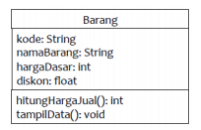 Barang
kode: String
namaBarang: String
hargaDasar: int
diskon: float
hitungHargaJual(): int
tampilData(): void